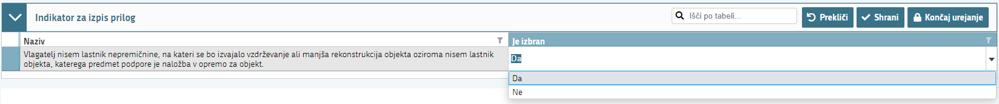 Indikator za izpis prilog
Išči po tabeli...
Prekliči
Shrani
Končaj urejanje
Naziv
Je izbran
Vlagatelj nisem lastnik nepremičnine, na kateri se bo izvajalo vzdrževanje ali manjša rekonstrukcija objekta oziroma nisem lastnik
objekta, katerega predmet podpore je naložba v opremo za objekt.
Da
Da
Ne